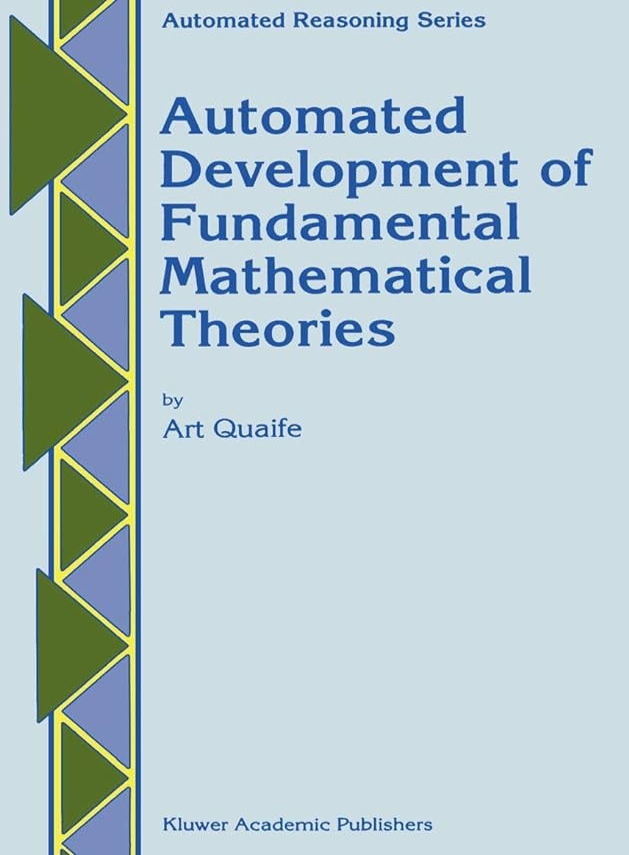 Automated Reasoning Series
Automated
Development of
Fundamental
Mathematical
Theories
by
Art Quaife
Kluwer Academic Publishers